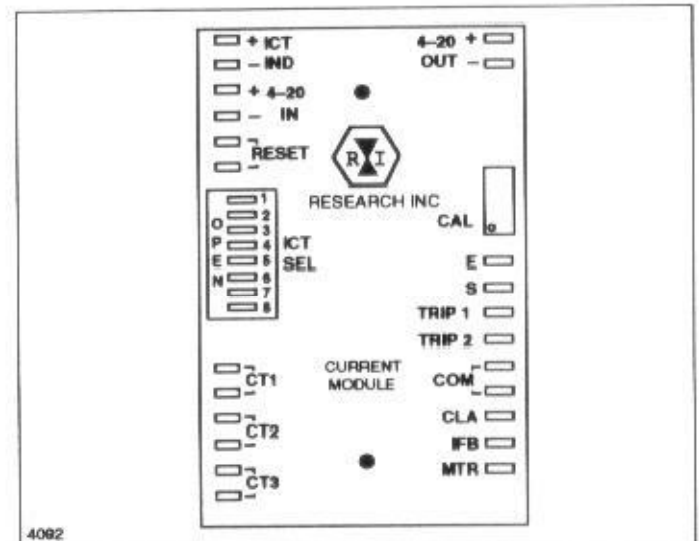 + ICT
– IND
+ 4–20
– IN
RESET
4–20 +
OUT –
R I
RESEARCH INC
CAL
OPEN
1
2
3
4
5
6
7
8
ICT
SEL
E
S
TRIP 1
TRIP 2
CT1
CT2
CT3
CURRENT
MODULE
COM
CLA
IFB
MTR
4092